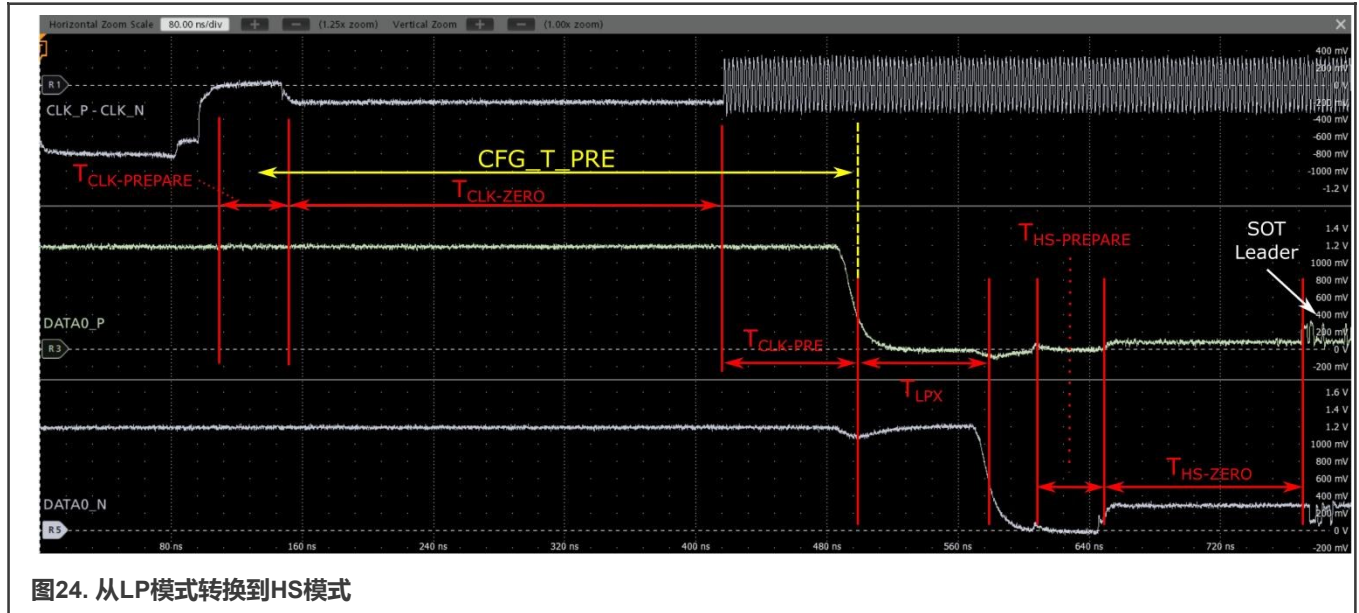 Horizontal Zoom Scale 80.00 ns/div + − (1.25x zoom) Vertical Zoom + − (1.00x zoom) ×
400 mV
R1
200 mV
0 V
CLK_P - CLK_N
-200 mV
-400 mV
-600 mV
CFG_T_PRE
-800 mV
TCLK-PREPARE
-1000 mV
TCLK-ZERO
-1.2 V
1.4 V
THS-PREPARE
SOT
Leader
1.2 V
1000 mV
800 mV
600 mV
DATA0_P
400 mV
200 mV
TCLK-PRE
R3
0 V
-200 mV
TLPX
1.6 V
1.4 V
1.2 V
1000 mV
800 mV
THS-ZERO
600 mV
DATA0_N
400 mV
200 mV
R5
0 V
80 ns 160 ns 240 ns 320 ns 400 ns 480 ns 560 ns 640 ns 720 ns -200 mV
图24. 从LP模式转换到HS模式